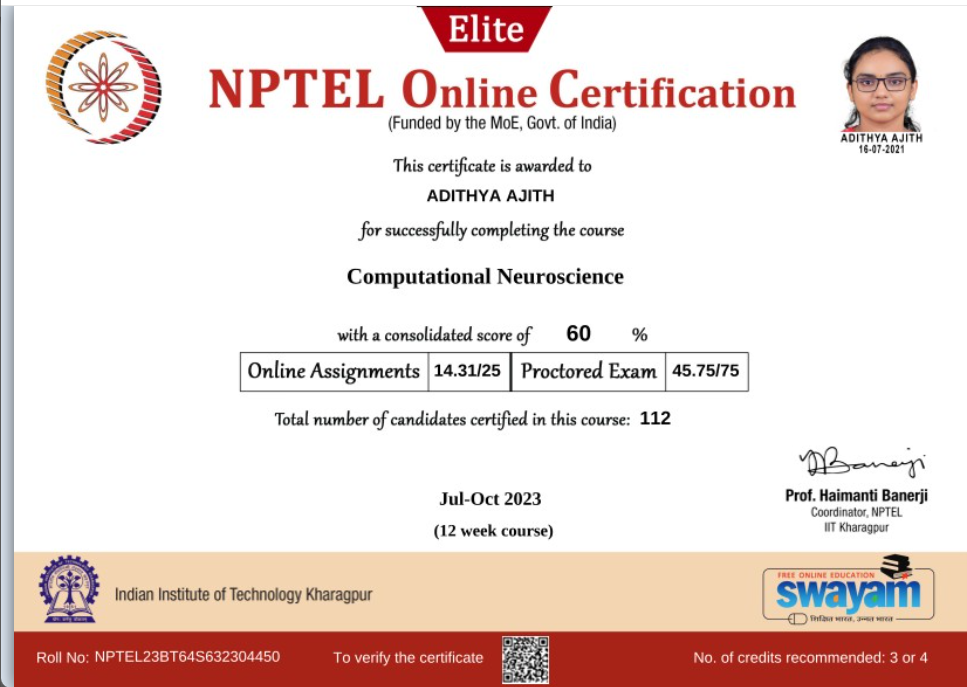 Elite
NPTEL Online Certification
(Funded by the MoE, Govt. of India)
ADITHYA AJITH
16-07-2021
This certificate is awarded to
ADITHYA AJITH
for successfully completing the course
Computational Neuroscience
with a consolidated score of 60 %
Online Assignments 14.31/25 Proctored Exam 45.75/75
Total number of candidates certified in this course: 112
Banerji
Prof. Haimanti Banerji
Coordinator, NPTEL
IIT Kharagpur
Jul-Oct 2023
(12 week course)
Indian Institute of Technology Kharagpur
FREE ONLINE EDUCATION
swayam
शिक्षित भारत, उन्नत भारत
Roll No: NPTEL23BT64S632304450
To verify the certificate
No. of credits recommended: 3 or 4